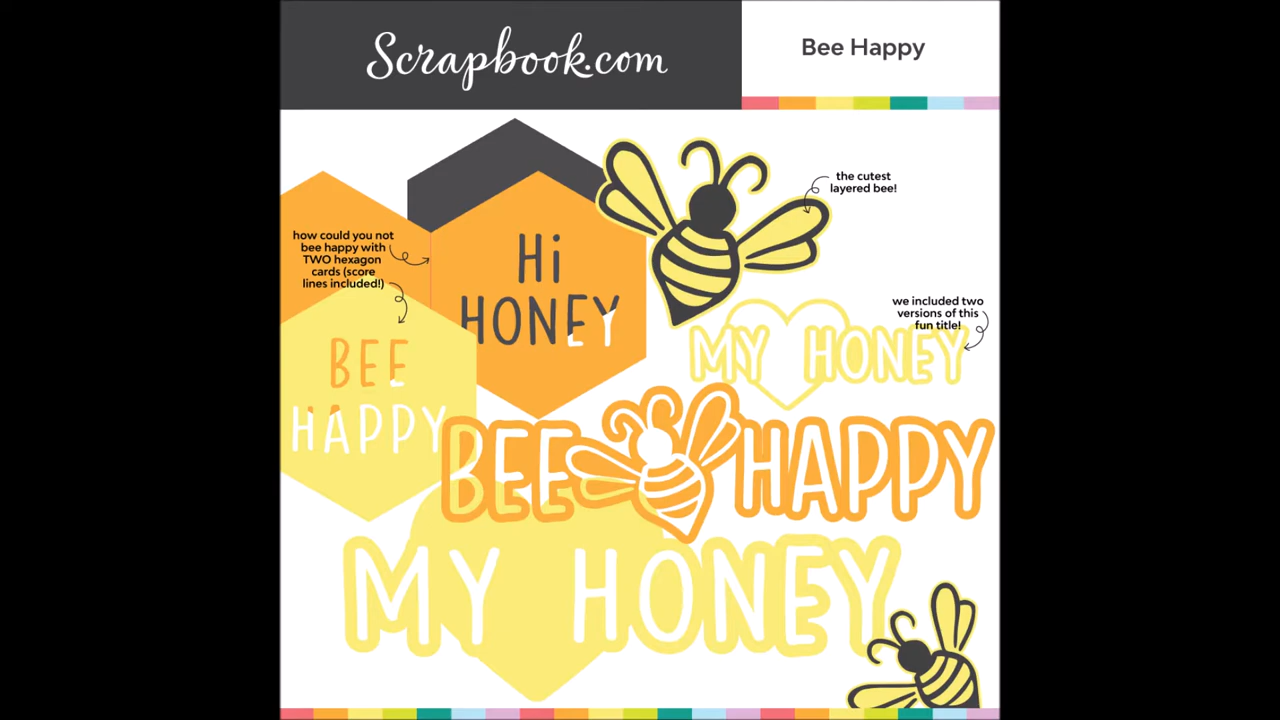 Scrapbook.com
Bee Happy
the cutest
layered bee!
how could you not
bee happy with
TWO hexagon
cards (score
lines included!)
Hi
HONEY
we included two
versions of this
fun title!
MY HONEY
BEE
HAPPY
BEE HAPPY
MY HONEY